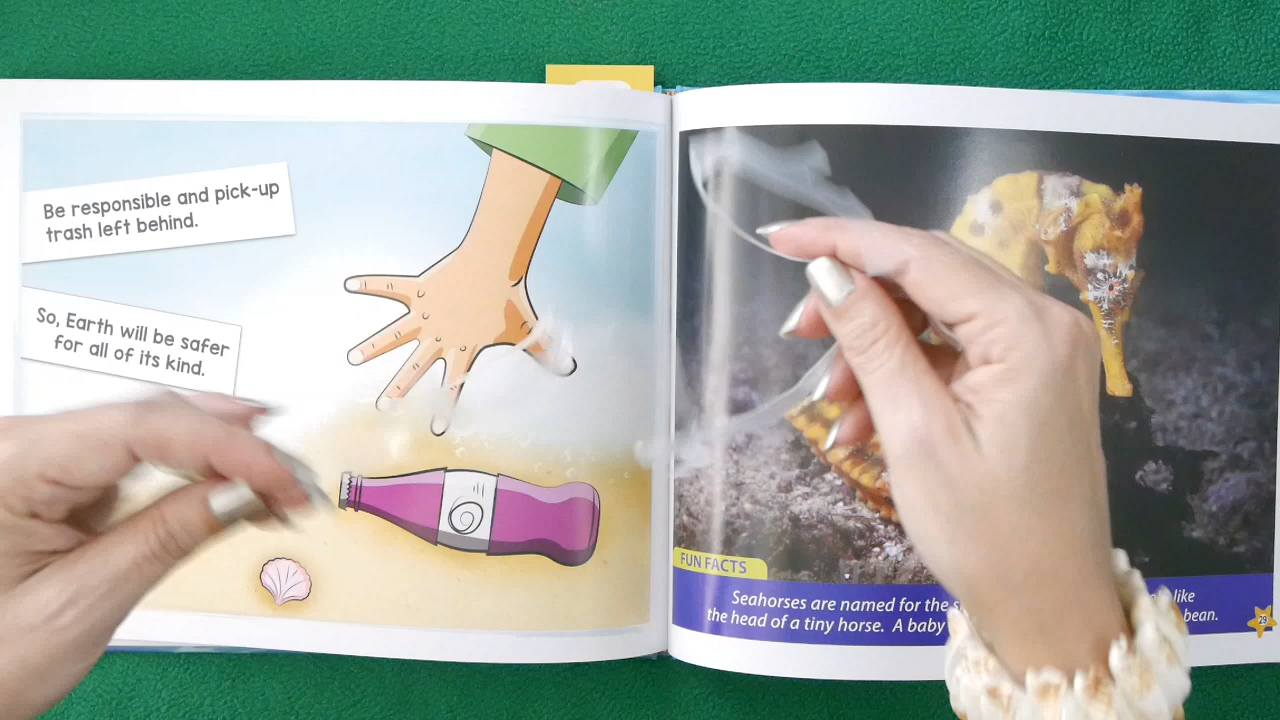 Be responsible and pick-up
trash left behind.
So, Earth will be safer
for all of its kind.
FUN FACTS
Seahorses are named for the like
the head of a tiny horse. A baby bean.
29